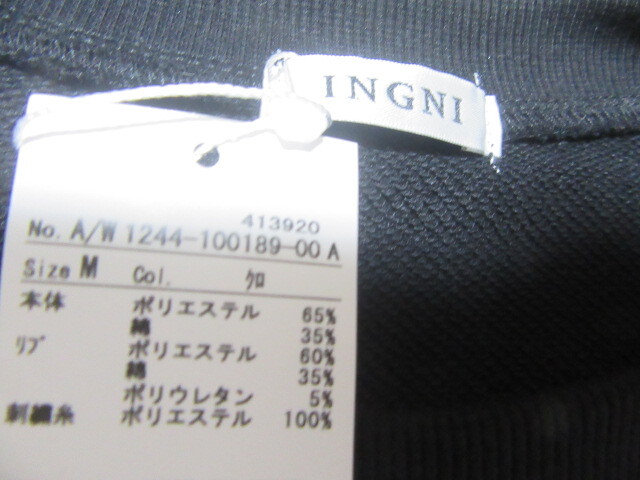 INGNI
413920
No. A/W 1244-100189-00 A
Size M Col. ｸﾛ
本体 ポリエステル 65%
綿 35%
ﾘﾌﾞ ポリエステル 60%
綿 35%
ポリウレタン 5%
刺繍糸 ポリエステル 100%